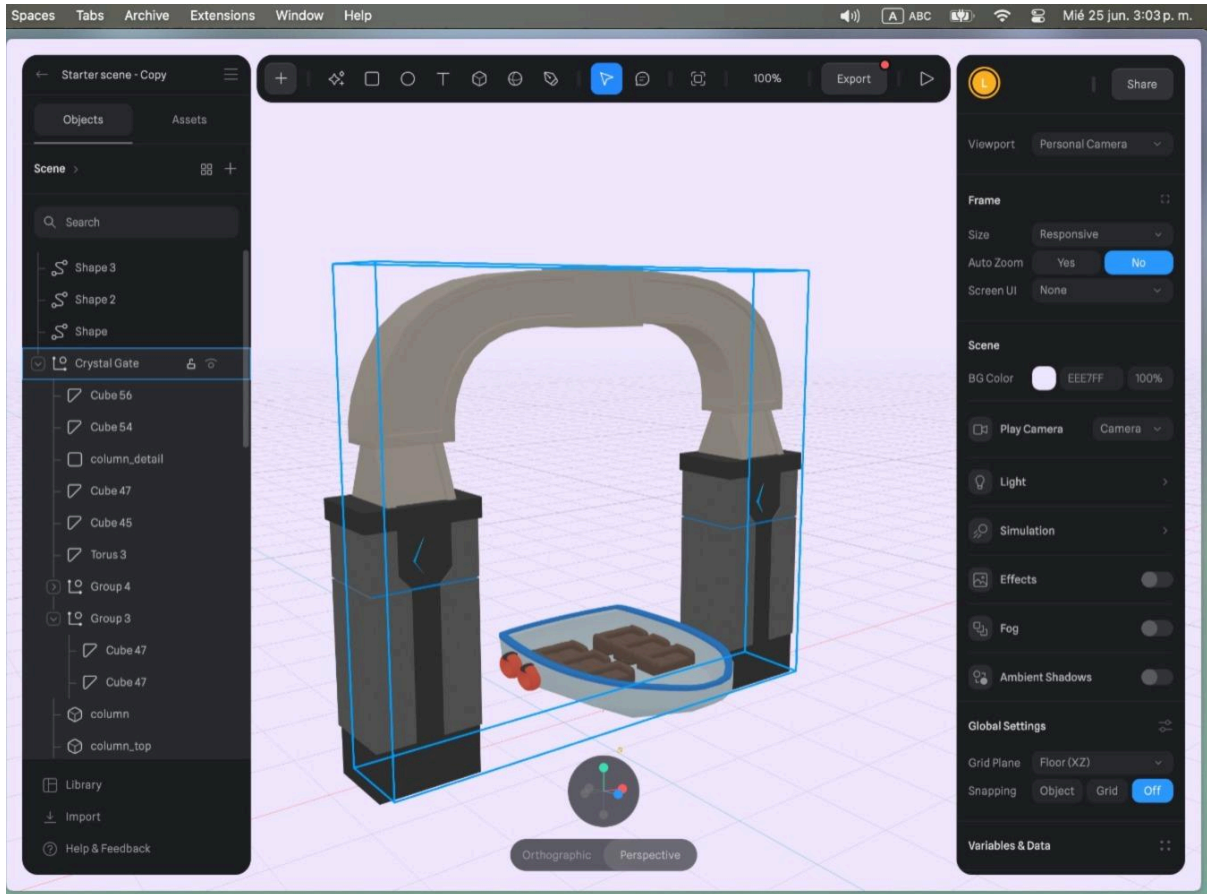 Spaces Tabs Archive Extensions Window Help A ABC Mié 25 jun. 3:03 p. m.
Starter scene - Copy
Objects Assets
Scene
Search
Shape 3
Shape 2
Shape
Crystal Gate
Cube 56
Cube 54
column_detail
Cube 47
Cube 45
Torus 3
Group 4
Group 3
Cube 47
Cube 47
column
column_top
Library
Import
Help & Feedback
100% Export
Orthographic Perspective
L Share
Viewport Personal Camera
Frame
Size Responsive
Auto Zoom Yes No
Screen UI None
Scene
BG Color EEE7FF 100%
Play Camera Camera
Light
Simulation
Effects
Fog
Ambient Shadows
Global Settings
Grid Plane Floor (XZ)
Snapping Object Grid Off
Variables & Data